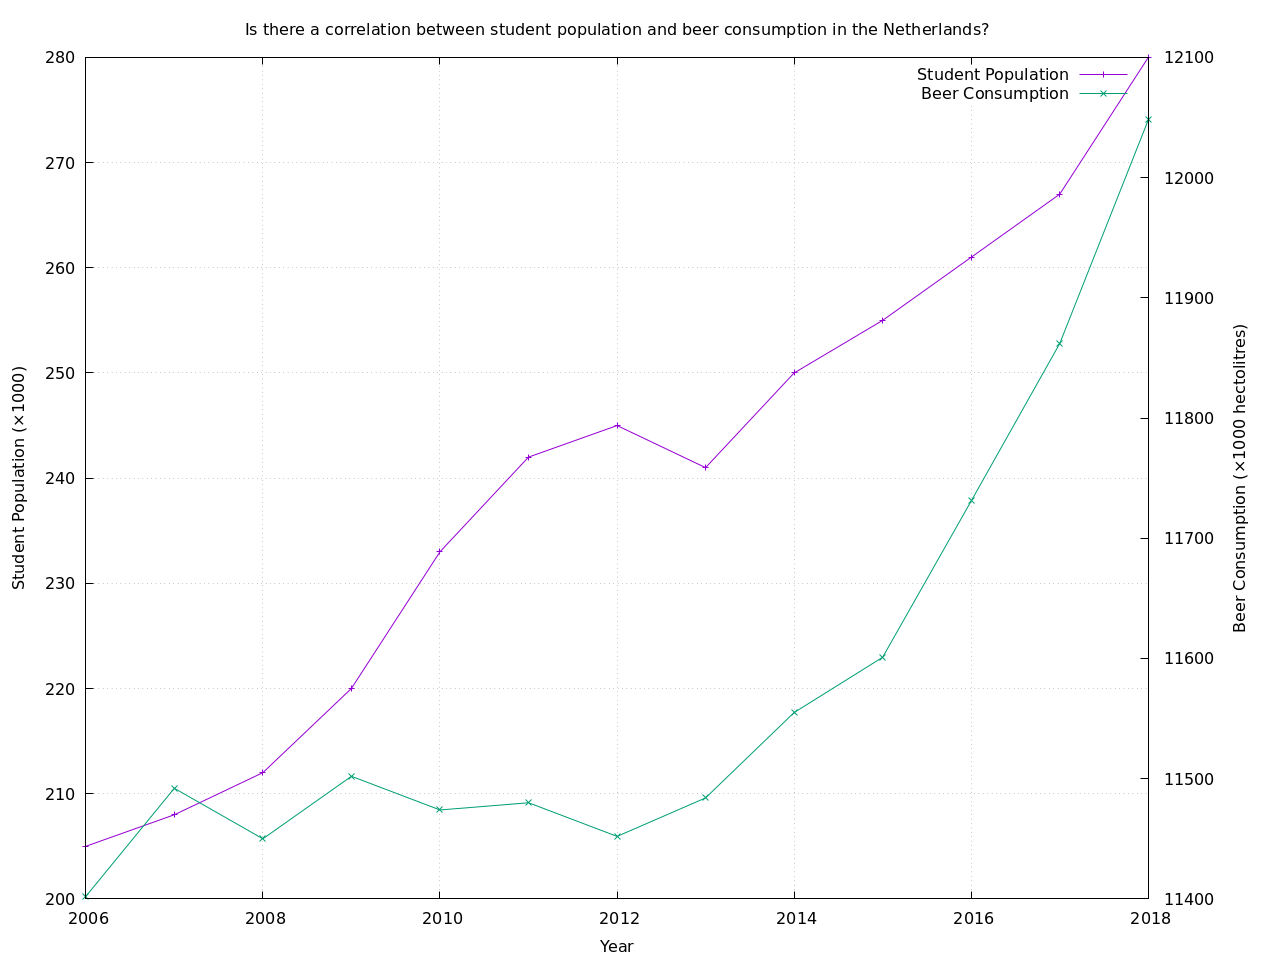 Is there a correlation between student population and beer consumption in the Netherlands?
Student Population
Beer Consumption
280
270
260
250
240
230
220
210
200
Student Population (×1000)
12100
12000
11900
11800
11700
11600
11500
11400
Beer Consumption (×1000 hectolitres)
2006 2008 2010 2012 2014 2016 2018
Year